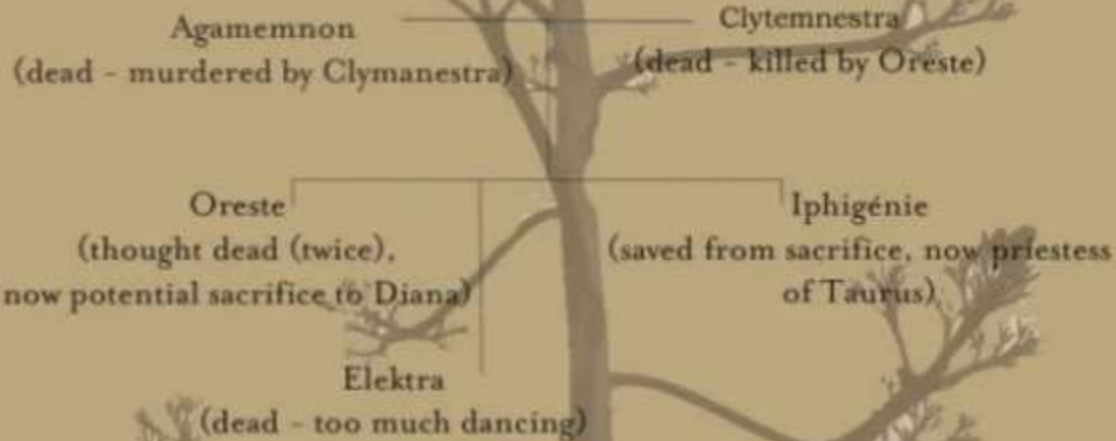 Agamemnon
Clytemnestra
(dead - murdered by Clymanestra)
(dead - killed by Oreste)
Oreste
(thought dead (twice),
now potential sacrifice to Diana)
Iphigénie
(saved from sacrifice, now priestess
of Taurus)
Elektra
(dead - too much dancing)